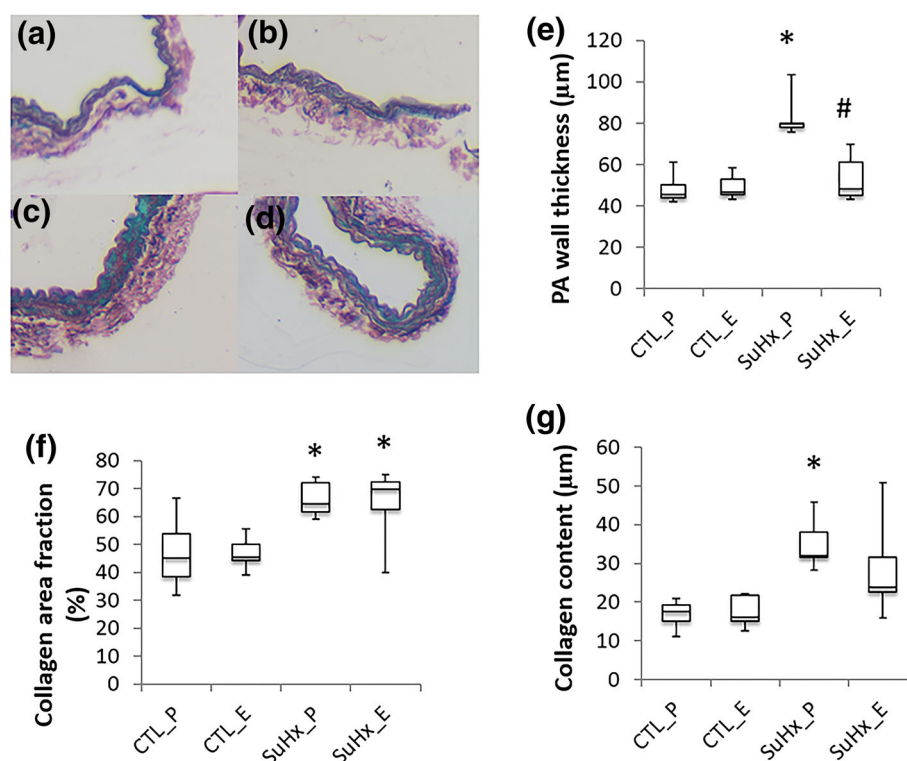 (a)
(b)
(c)
(d)
(e)
*
#
120
100
80
60
40
20
0
PA wall thickness (µm)
CTL_P
CTL_E
SuHx_P
SuHx_E
(f)
*
*
80
70
60
50
40
30
20
10
0
Collagen area fraction
(%)
CTL_P
CTL_E
SuHx_P
SuHx_E
(g)
*
60
50
40
30
20
10
0
Collagen content (µm)
CTL_P
CTL_E
SuHx_P
SuHx_E